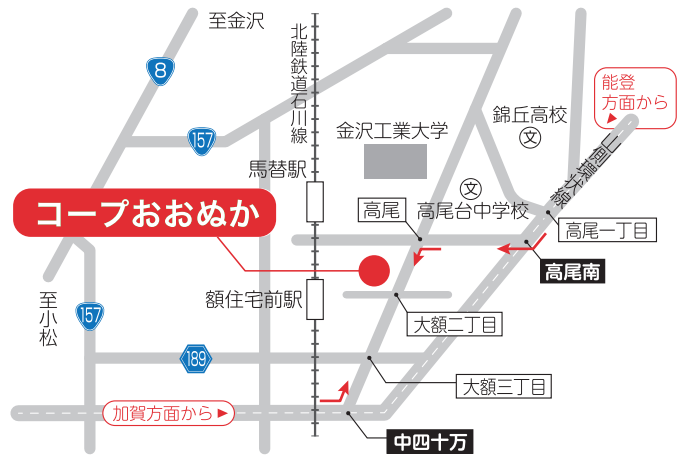 至金沢
北陸鉄道石川線
8
能登
方面から
157
錦丘高校
文
金沢工業大学
山側環状線
馬替駅
文
コープおおぬか
高尾
高尾台中学校
高尾一丁目
高尾南
額住宅前駅
至小松
157
大額二丁目
189
大額三丁目
加賀方面から
中四十万